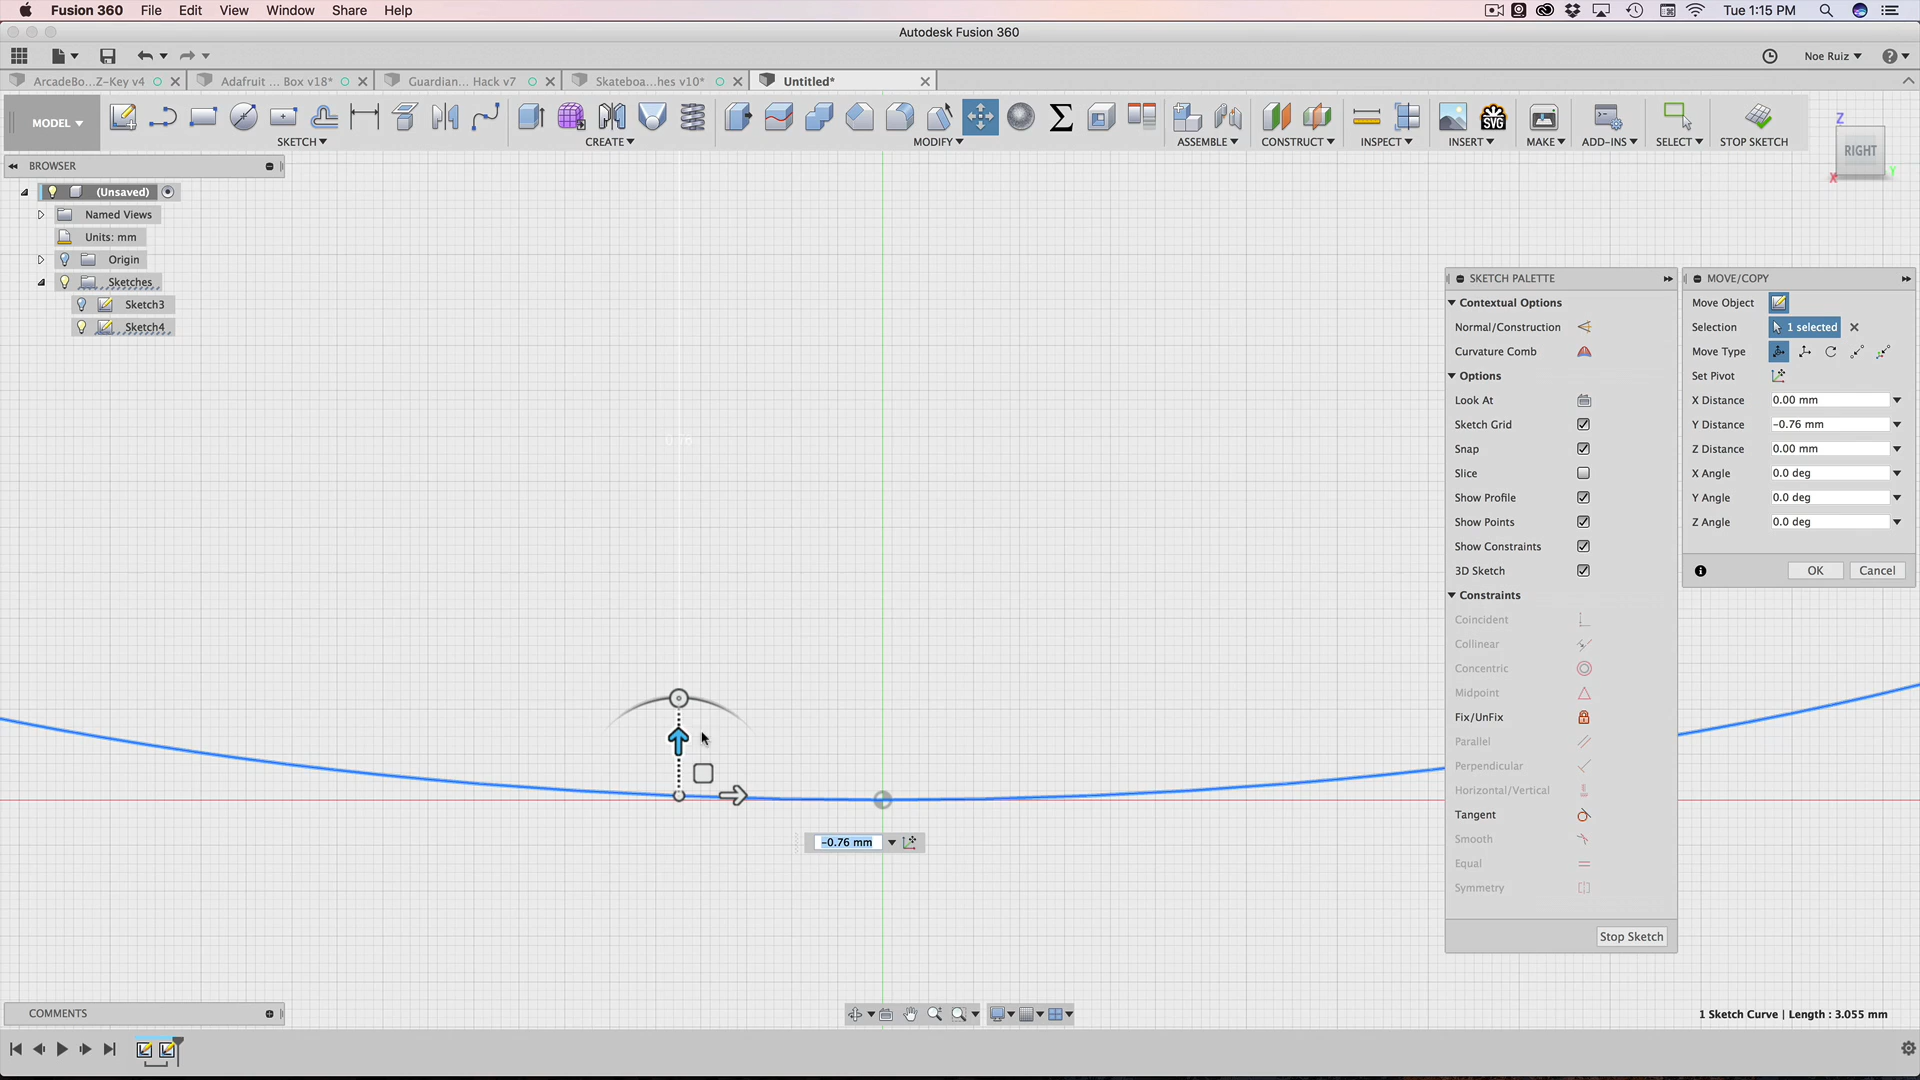 Fusion 360 File Edit View Window Share Help Tue 1:15 PM
Autodesk Fusion 360
Noe Ruiz
ArcadeBo...Z-Key v4 Adafruit ... Box v18* Guardian... Hack v7 Skateboa...hes v10* Untitled*
MODEL
SVG
SKETCH CREATE MODIFY ASSEMBLE CONSTRUCT INSPECT INSERT MAKE ADD-INS SELECT STOP SKETCH
Z
RIGHT
X Y
BROWSER
(Unsaved)
Named Views
Units: mm
Origin
Sketches
Sketch3
Sketch4
0.76
SKETCH PALETTE
Contextual Options
Normal/Construction
Curvature Comb
Options
Look At
Sketch Grid
Snap
Slice
Show Profile
Show Points
Show Constraints
3D Sketch
Constraints
Coincident
Collinear
Concentric
Midpoint
Fix/UnFix
Parallel
Perpendicular
Horizontal/Vertical
Tangent
Smooth
Equal
Symmetry
Stop Sketch
MOVE/COPY
Move Object
Selection 1 selected
Move Type
Set Pivot
X Distance 0.00 mm
Y Distance -0.76 mm
Z Distance 0.00 mm
X Angle 0.0 deg
Y Angle 0.0 deg
Z Angle 0.0 deg
OK Cancel
-0.76 mm
COMMENTS
1 Sketch Curve | Length : 3.055 mm